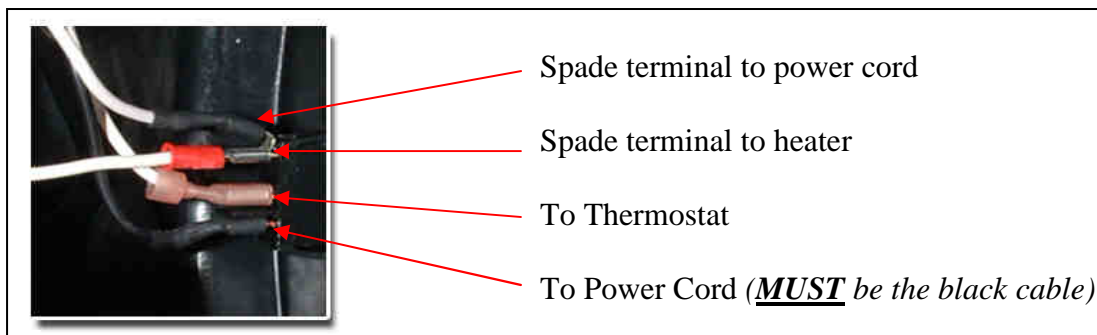 Spade terminal to power cord
Spade terminal to heater
To Thermostat
To Power Cord (MUST be the black cable)